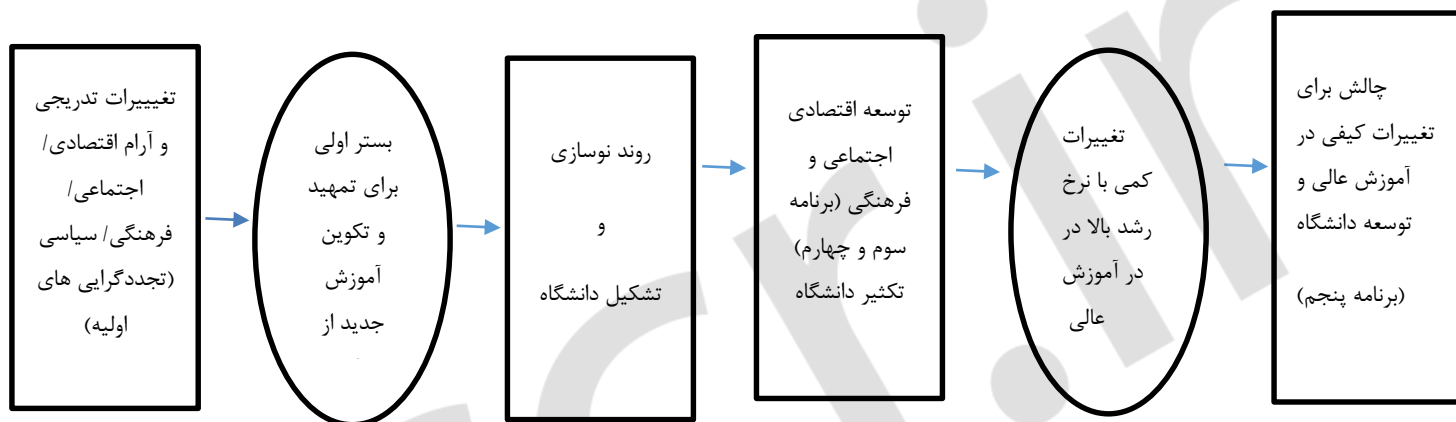 تغیییرات تدریجی
و آرام اقتصادی/
اجتماعی/
فرهنگی/ سیاسی
(تجددگرایی های
اولیه)
بستر اولی
برای تمهید
و تکوین
آموزش
جدید از
روند نوسازی
و
تشکیل دانشگاه
توسعه اقتصادی
اجتماعی و
فرهنگی (برنامه
سوم و چهارم)
تکثیر دانشگاه
تغییرات
کمی با نرخ
رشد بالا در
در آموزش
عالی
چالش برای
تغییرات کیفی در
آموزش عالی و
توسعه دانشگاه
(برنامه پنجم)